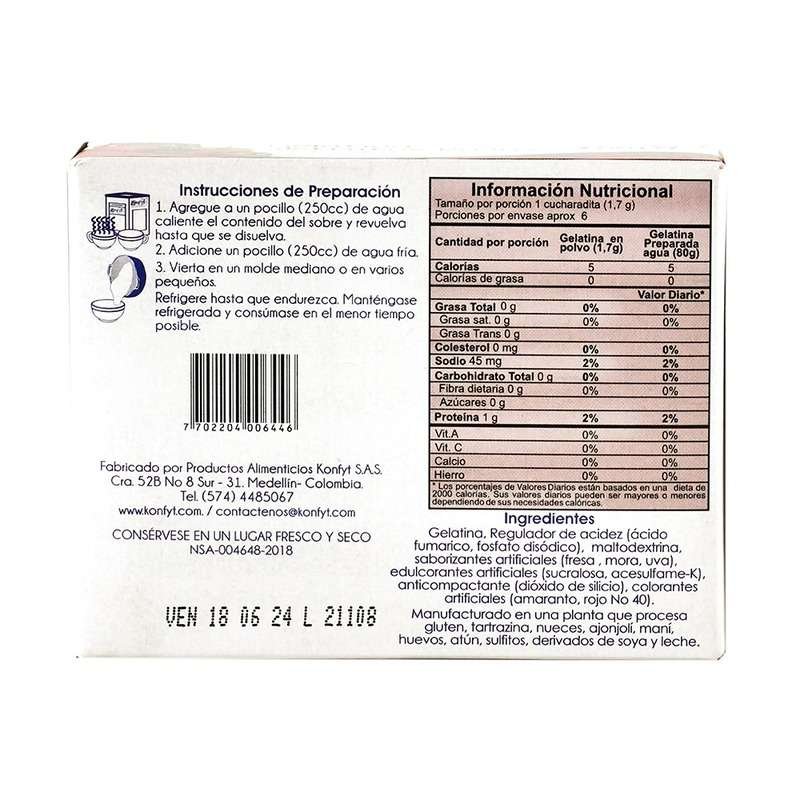 Instrucciones de Preparación
1. Agregue a un pocillo (250cc) de agua
caliente el contenido del sobre y revuelva
hasta que se disuelva.
2. Adicione un pocillo (250cc) de agua fría.
3. Vierta en un molde mediano o en varios
pequeños.
Refrigere hasta que endurezca. Manténgase
refrigerada y consúmase en el menor tiempo
posible.
7 702204 006446
Fabricado por Productos Alimenticios Konfyt S.A.S.
Cra. 52B No 8 Sur - 31. Medellín- Colombia.
Tel. (574) 4485067
www.konfyt.com. / contactenos@konfyt.com
CONSÉRVESE EN UN LUGAR FRESCO Y SECO
NSA-004648-2018
VEN 18 06 24 L 21108
Información Nutricional
Tamaño por porción 1 cucharadita (1,7 g)
Porciones por envase aprox 6
Cantidad por porción Gelatina en polvo (1,7g) Gelatina Preparada agua (80g)
Calorías 5 5
Calorías de grasa 0 0
Valor Diario*
Grasa Total 0 g 0% 0%
Grasa sat. 0 g 0% 0%
Grasa Trans 0 g
Colesterol 0 mg 0% 0%
Sodio 45 mg 2% 2%
Carbohidrato Total 0 g 0% 0%
Fibra dietaria 0 g 0% 0%
Azúcares 0 g
Proteína 1 g 2% 2%
Vit.A 0% 0%
Vit. C 0% 0%
Calcio 0% 0%
Hierro 0% 0%
* Los porcentajes de Valores Diarios están basados en una dieta de
2000 calorías. Sus valores diarios pueden ser mayores o menores
dependiendo de sus necesidades calóricas.
Ingredientes
Gelatina, Regulador de acidez (ácido
fumarico, fosfato disódico), maltodextrina,
saborizantes artificiales (fresa , mora, uva),
edulcorantes artificiales (sucralosa, acesulfame-K),
anticompactante (dióxido de silicio), colorantes
artificiales (amaranto, rojo No 40).
Manufacturado en una planta que procesa
gluten, tartrazina, nueces, ajonjolí, maní,
huevos, atún, sulfitos, derivados de soya y leche.